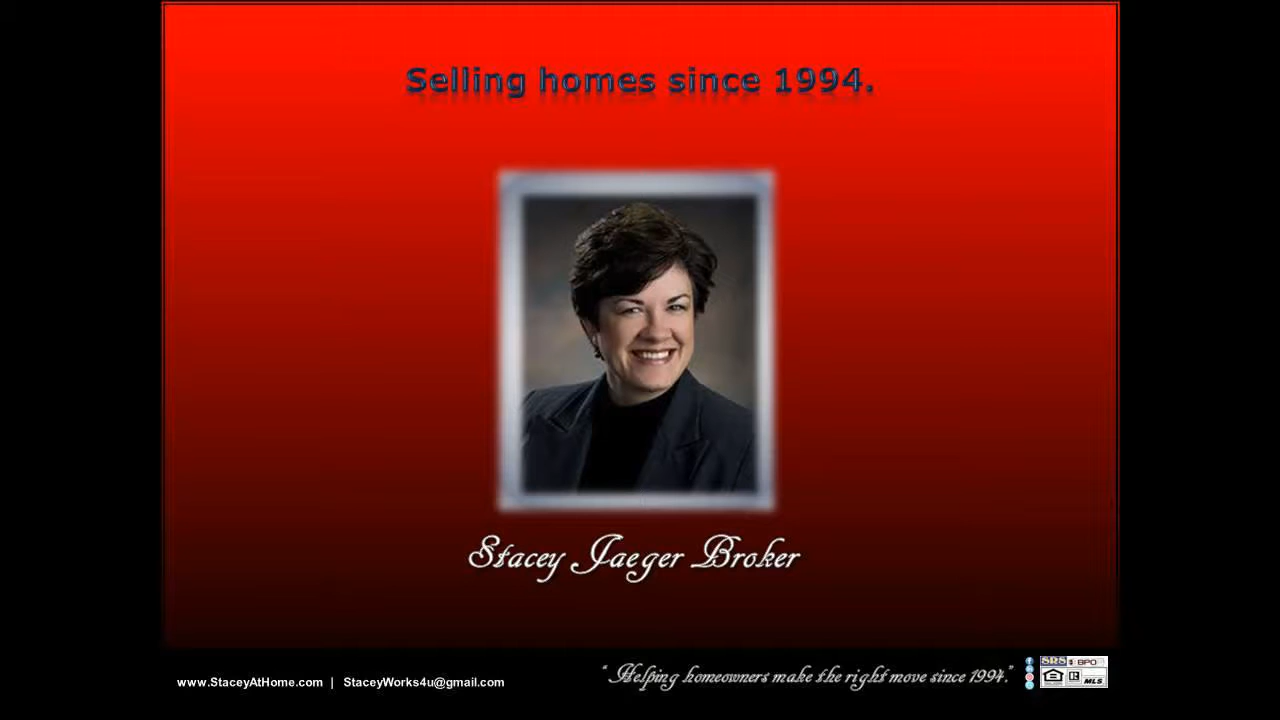 Selling homes since 1994.
Stacey Jaeger Broker
www.StaceyAtHome.com | StaceyWorks4u@gmail.com
“Helping homeowners make the right move since 1994.”
SRS BPO
R MLS